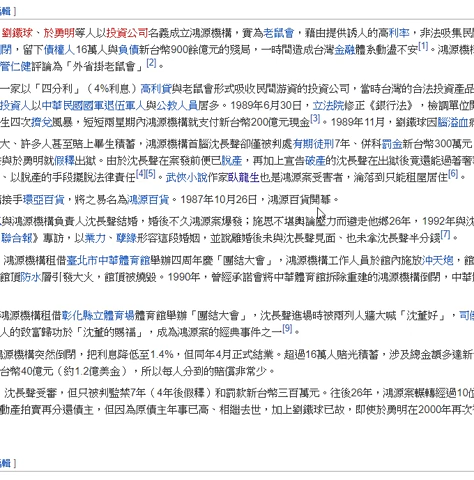 編輯]
劉鐵球、於勇明等人以投資公司名義成立鴻源機構，實為老鼠會，藉由提供誘人的高利率，非法吸集民
閉，留下債權人16萬人與負債新台幣900餘億元的殘局，一時間造成台灣金融體系動盪不安[1]。鴻源機
管仁健評論為「外省掛老鼠會」[2]。
一家以「四分利」（4%利息）高利貸與老鼠會形式吸收民間游資的投資公司，當時台灣的合法投資產品
投資人以中華民國國軍退伍軍人與公教人員居多。1989年6月30日，立法院修正《銀行法》，檢調單位開
生四次擠兌風暴，短短兩星期內鴻源機構就支付新台幣200億元現金[3]。1989年11月，劉鐵球因腦溢血
大、許多人甚至賠上畢生積蓄，鴻源機構首腦沈長聲卻僅被判處有期徒刑7年、併科罰金新台幣300萬元
與於勇明就假釋出獄。由於沈長聲在案發前便已脫產，再加上宣告破產的沈長聲在出獄後竟還能過著奢
、以脫產的手段擺脫法律責任[4][5]。武俠小說作家臥龍生也是鴻源案受害者，淪落到只能租屋居住[6]。
接手環亞百貨，將之易名為鴻源百貨。1987年10月26日，鴻源百貨開幕。
與鴻源機構負責人沈長聲結婚，婚後不久鴻源案爆發；施思不堪輿論壓力而避走他鄉26年，1992年與沈
聯合報》專訪，以業力、孽緣形容這段婚姻，並說離婚後未與沈長聲見面、也未拿沈長聲一半分錢[7]。
，鴻源機構租借臺北市中華體育館舉辦四周年慶「團結大會」，鴻源機構工作人員於館內施放沖天炮，館
館頂防水層引發大火，館頂被燒毀。1990年，曾經承諾會將中華體育館拆除重建的鴻源機構倒閉，中華
鴻源機構租借彰化縣立體育場體育館舉辦「團結大會」，沈長聲進場時被兩列人牆大喊「沈董好」，司
人的致富歸功於「沈董的賜福」，成為鴻源案的經典事件之一[9]。
鴻源機構突然倒閉，把利息降低至1.4%，但同年4月正式結業。超過16萬人賠光積蓄，涉及總金額多達新
台幣40億元（約1.2億美金），所以每人分到的賠償非常少。
，沈長聲受審，但只被判監禁7年（4年後假釋）和罰款新台幣三百萬元。往後26年，鴻源案輾轉經過10位
動產拍賣再分還債主，但因為原債主年事已高、相繼去世，加上劉鐵球已故，即使於勇明在2000年再次
編輯]